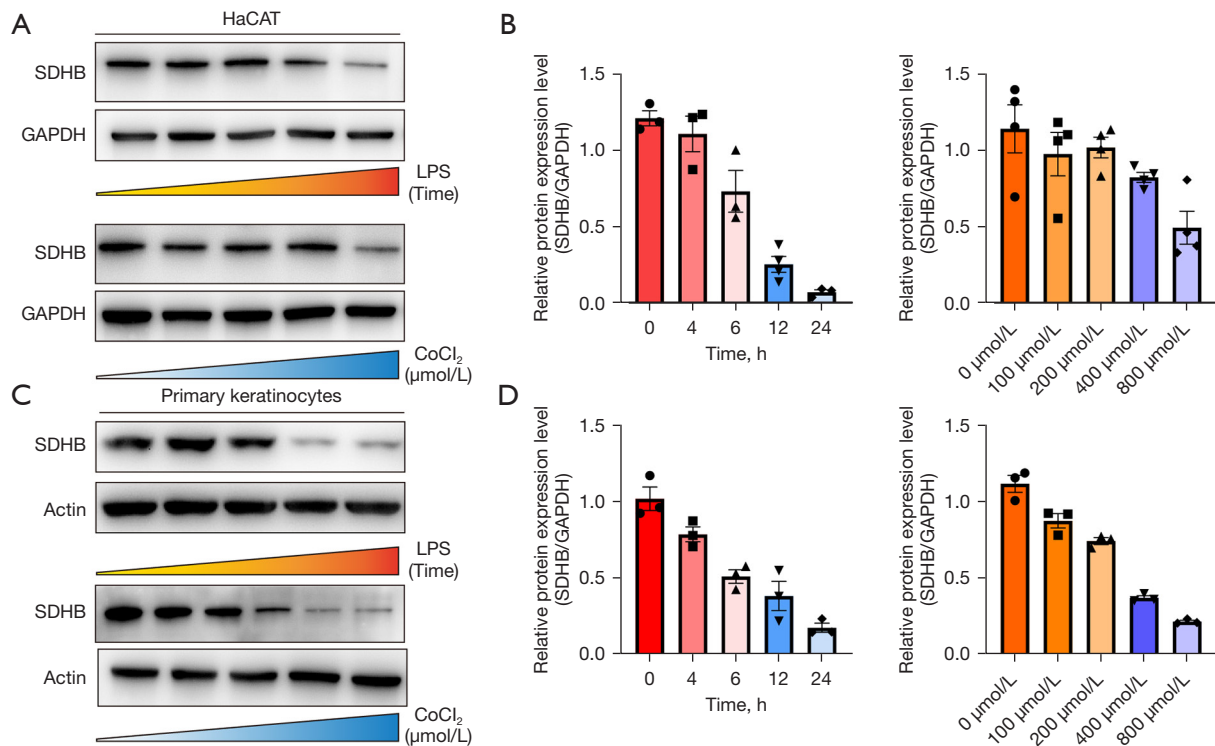 A
HaCAT
SDHB
GAPDH
LPS
(Time)
SDHB
GAPDH
CoCl₂
(μmol/L)
B
Relative protein expression level
(SDHB/GAPDH)
1.5
1.0
0.5
0.0
0 4 6 12 24
Time, h
Relative protein expression level
(SDHB/GAPDH)
1.5
1.0
0.5
0.0
0 μmol/L
100 μmol/L
200 μmol/L
400 μmol/L
800 μmol/L
C
Primary keratinocytes
SDHB
Actin
LPS
(Time)
SDHB
Actin
CoCl₂
(μmol/L)
D
Relative protein expression level
(SDHB/GAPDH)
1.5
1.0
0.5
0.0
0 4 6 12 24
Time, h
Relative protein expression level
(SDHB/GAPDH)
1.5
1.0
0.5
0.0
0 μmol/L
100 μmol/L
200 μmol/L
400 μmol/L
800 μmol/L